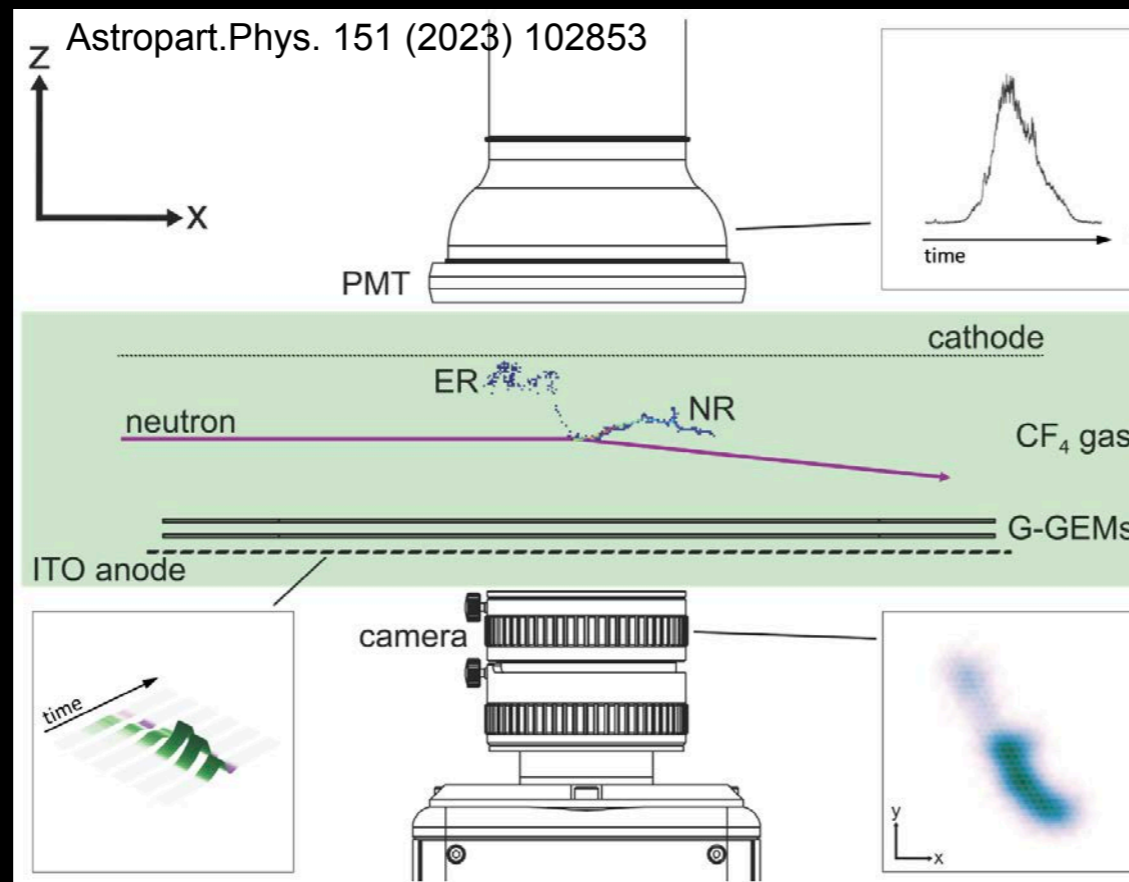 Astropart.Phys. 151 (2023) 102853
z
x
time
PMT
cathode
ER
NR
neutron
CF₄ gas
G-GEMs
ITO anode
camera
time
y
x